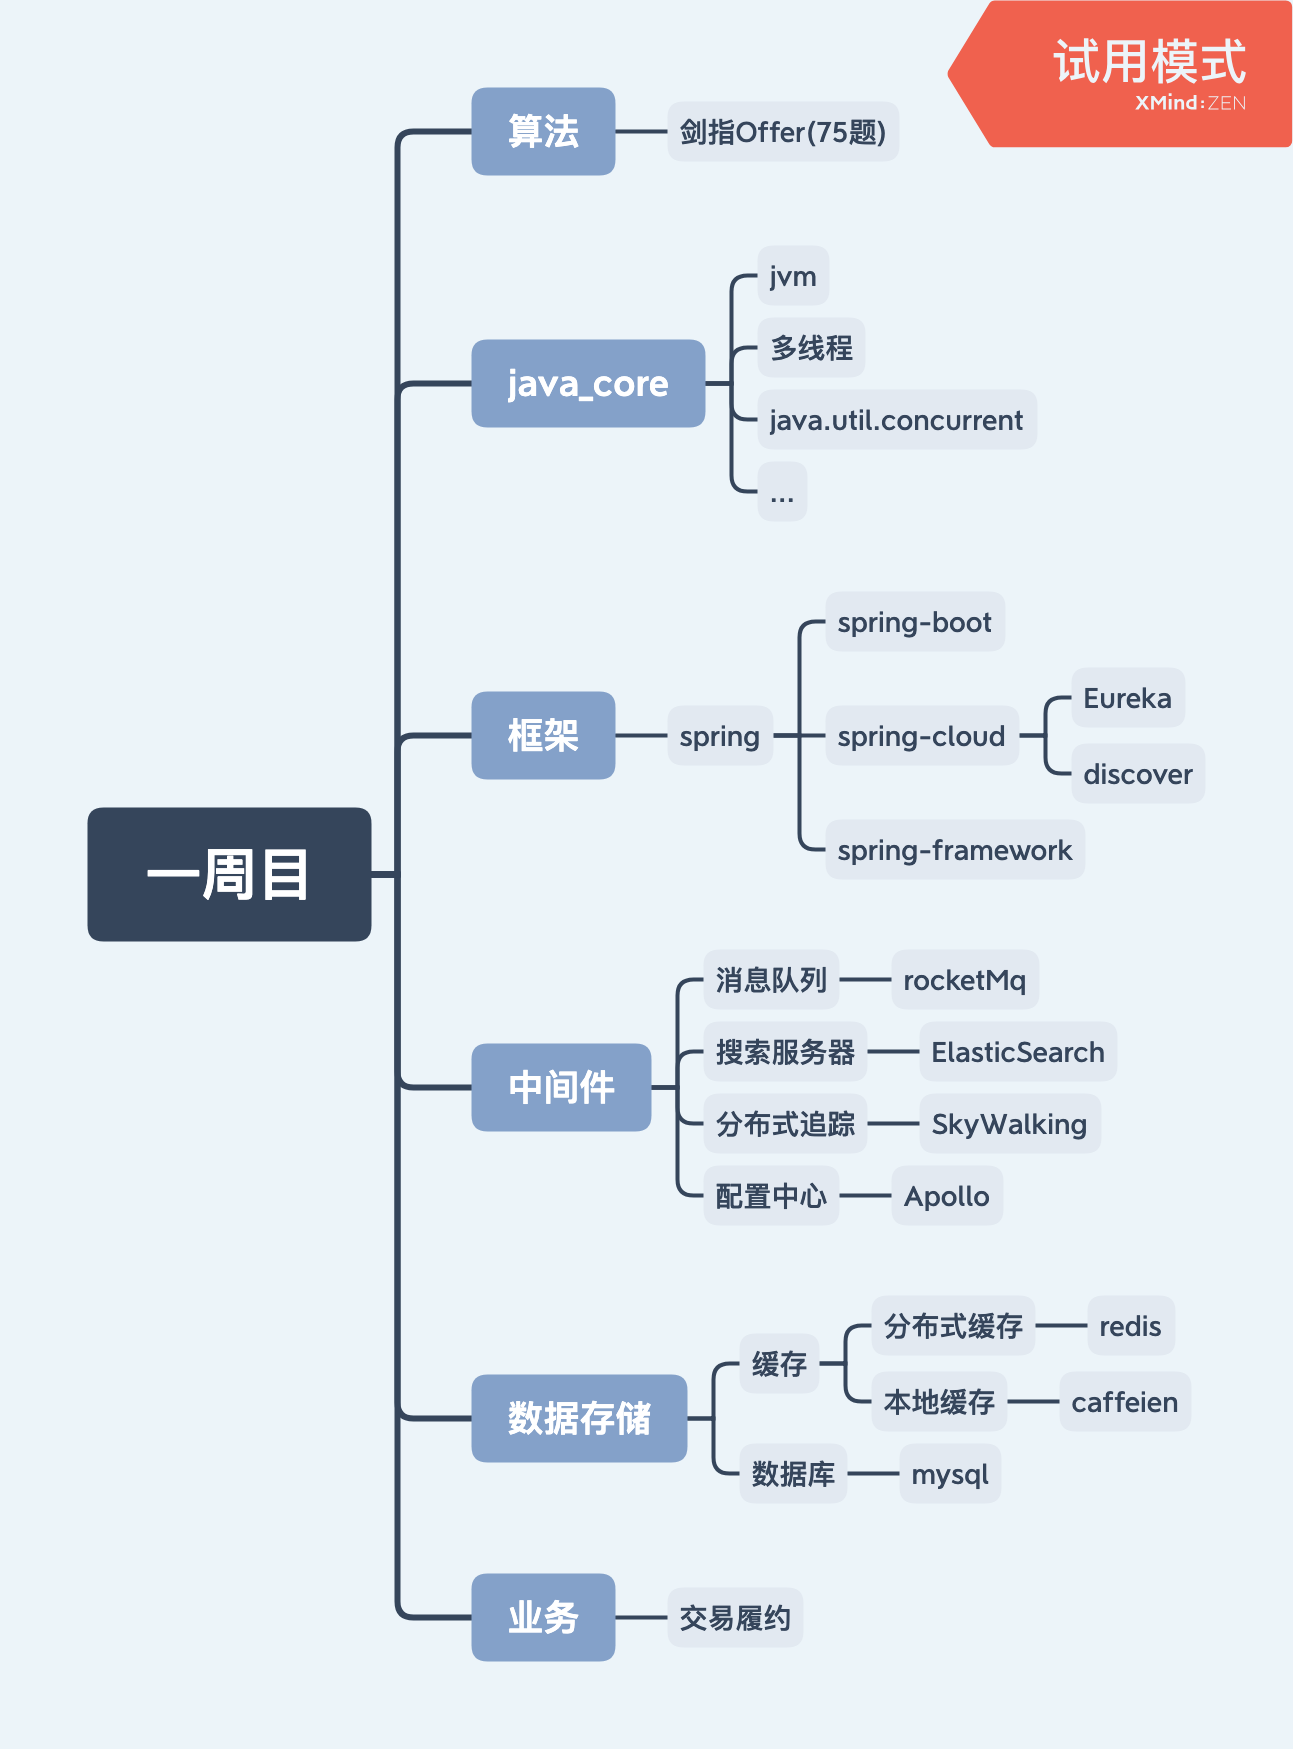 试用模式
XMind:ZEN
一周目
算法
剑指Offer(75题)
java_core
jvm
多线程
java.util.concurrent
...
框架
spring
spring-boot
spring-cloud
Eureka
discover
spring-framework
中间件
消息队列
rocketMq
搜索服务器
ElasticSearch
分布式追踪
SkyWalking
配置中心
Apollo
数据存储
缓存
分布式缓存
redis
本地缓存
caffeien
数据库
mysql
业务
交易履约